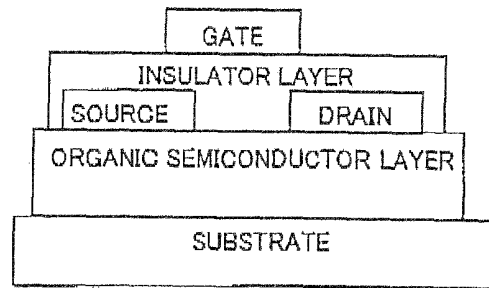 GATE
INSULATOR LAYER
SOURCE DRAIN
ORGANIC SEMICONDUCTOR LAYER
SUBSTRATE